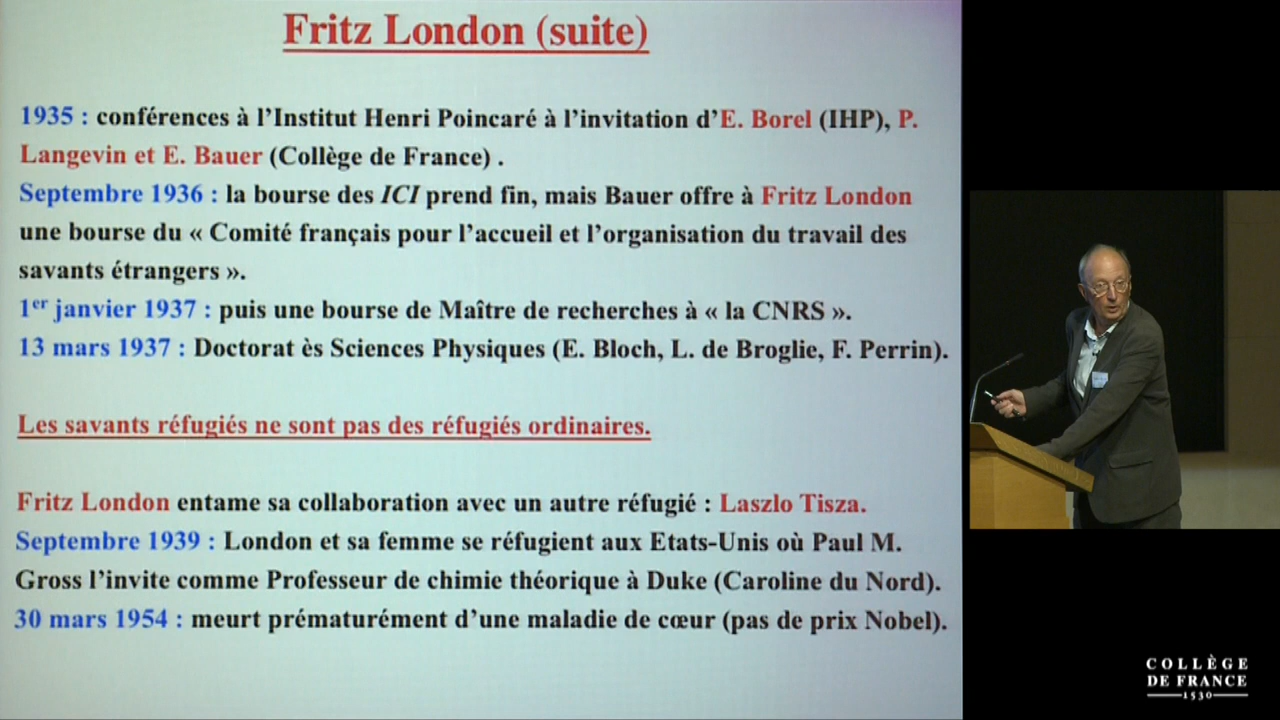 Fritz London (suite)
1935 : conférences à l'Institut Henri Poincaré à l'invitation d'E. Borel (IHP), P.
Langevin et E. Bauer (Collège de France) .
Septembre 1936 : la bourse des ICI prend fin, mais Bauer offre à Fritz London
une bourse du « Comité français pour l'accueil et l'organisation du travail des
savants étrangers ».
1er janvier 1937 : puis une bourse de Maître de recherches à « la CNRS ».
13 mars 1937 : Doctorat ès Sciences Physiques (E. Bloch, L. de Broglie, F. Perrin).
Les savants réfugiés ne sont pas des réfugiés ordinaires.
Fritz London entame sa collaboration avec un autre réfugié : Laszlo Tisza.
Septembre 1939 : London et sa femme se réfugient aux Etats-Unis où Paul M.
Gross l'invite comme Professeur de chimie théorique à Duke (Caroline du Nord).
30 mars 1954 : meurt prématurément d'une maladie de cœur (pas de prix Nobel).
COLLÈGE
DE FRANCE
1530